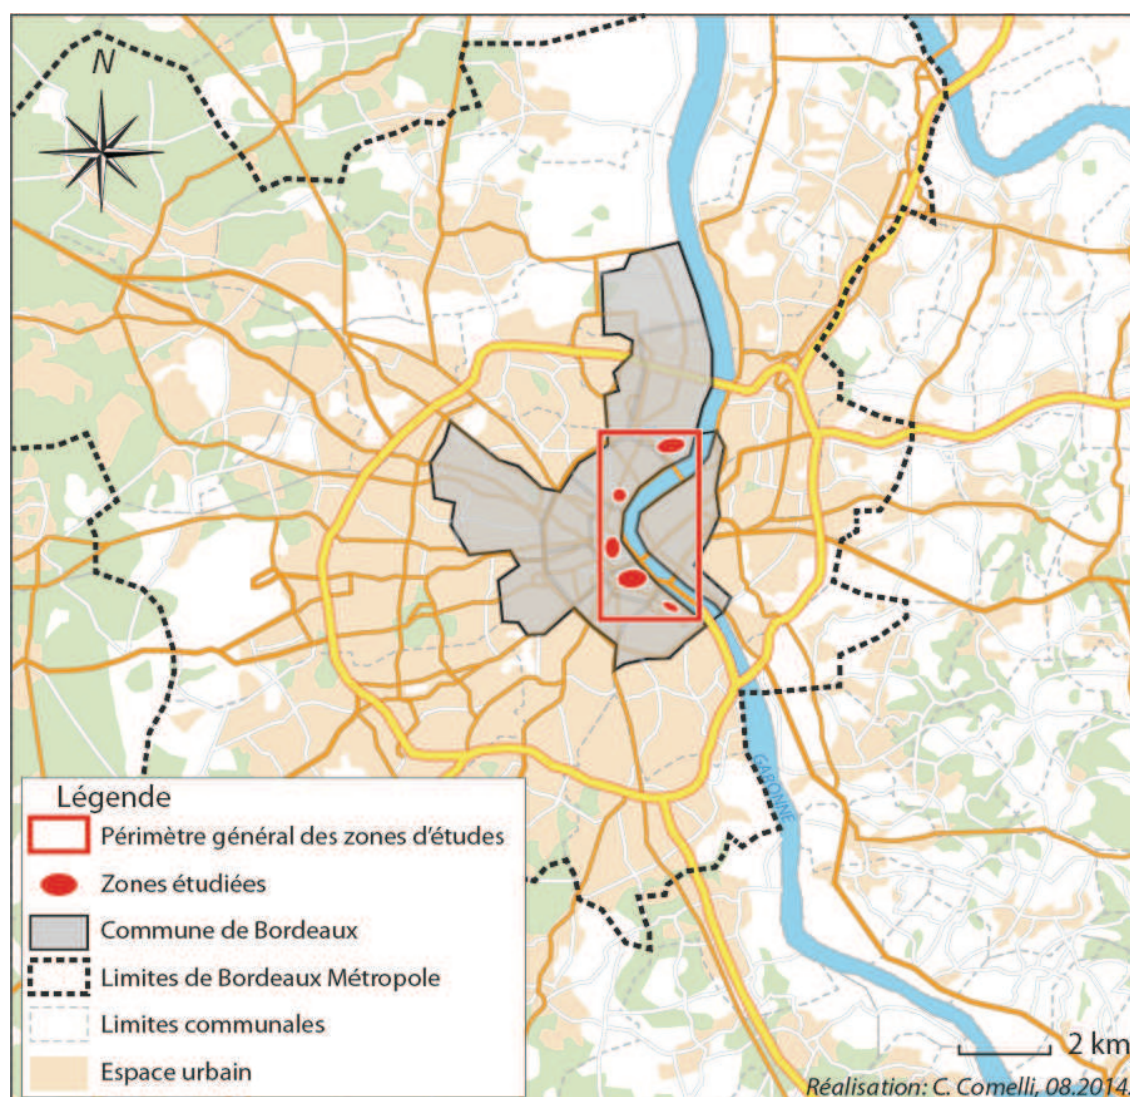 N
GARONNE
Légende
Périmètre général des zones d'études
Zones étudiées
Commune de Bordeaux
Limites de Bordeaux Métropole
Limites communales
Espace urbain
2 km
Réalisation: C. Comelli, 08.2014.